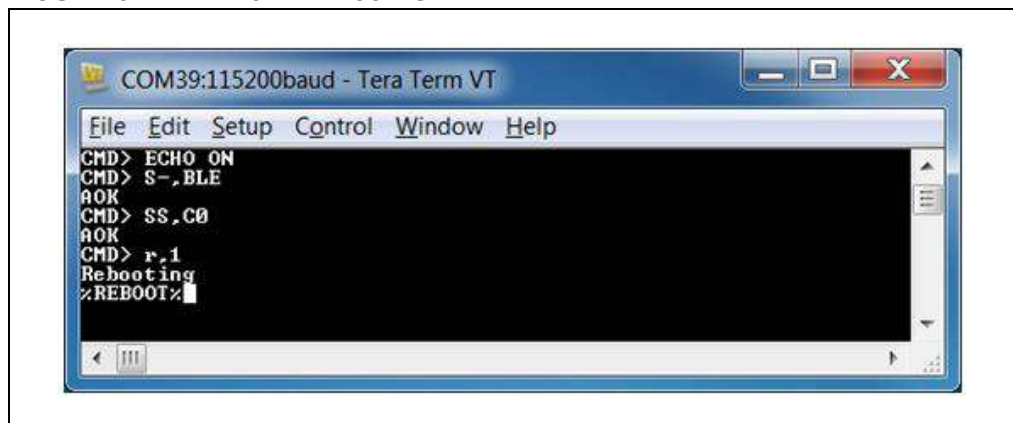 COM39:115200baud - Tera Term VT
File Edit Setup Control Window Help
CMD> ECHO ON
CMD> S-,BLE
AOK
CMD> SS,C0
AOK
CMD> r,1
Rebooting
%REBOOT%